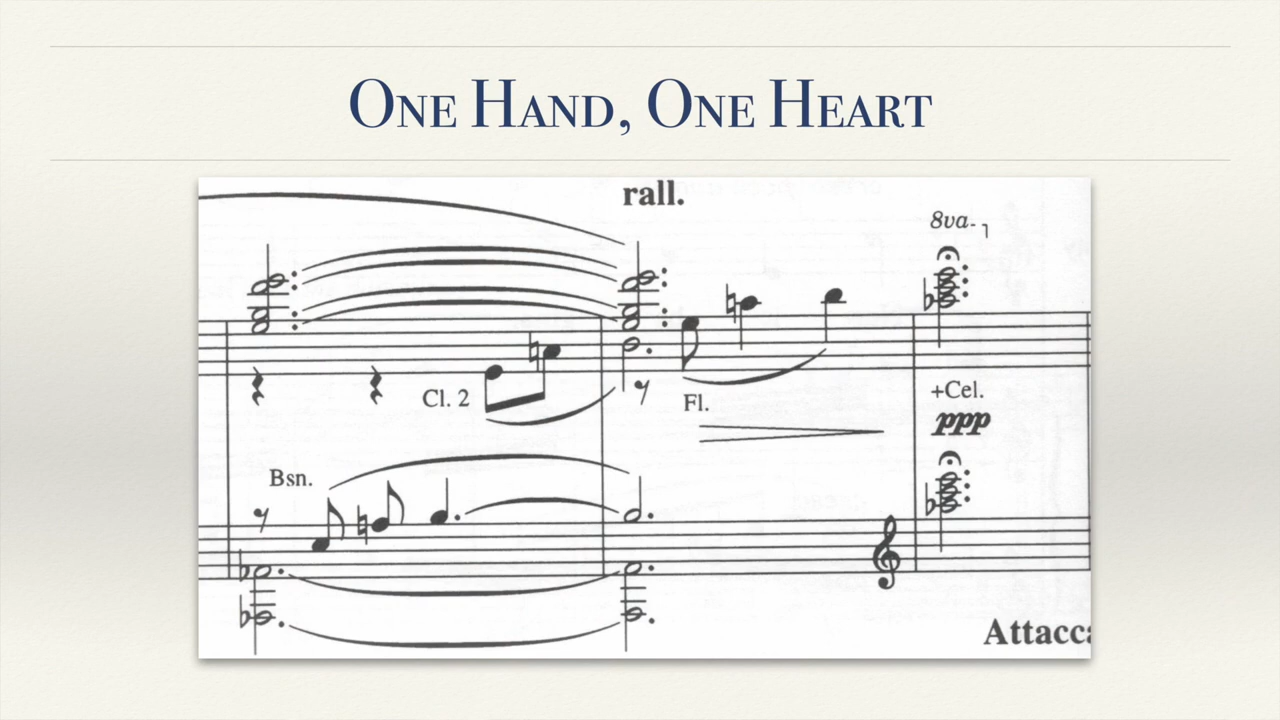 One Hand, One Heart
rall.
8va
Cl. 2
Fl.
+Cel.
ppp
Bsn.
Attacca